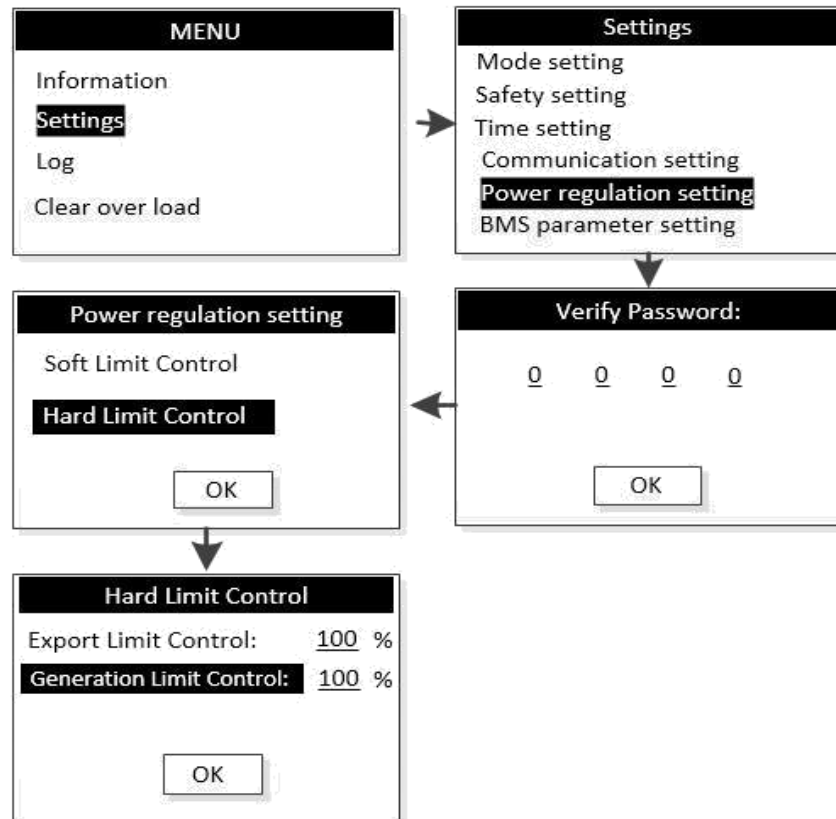 MENU
Information
Settings
Log
Clear over load
Settings
Mode setting
Safety setting
Time setting
Communication setting
Power regulation setting
BMS parameter setting
Verify Password:
0 0 0 0
OK
Power regulation setting
Soft Limit Control
Hard Limit Control
OK
Hard Limit Control
Export Limit Control: 100 %
Generation Limit Control: 100 %
OK